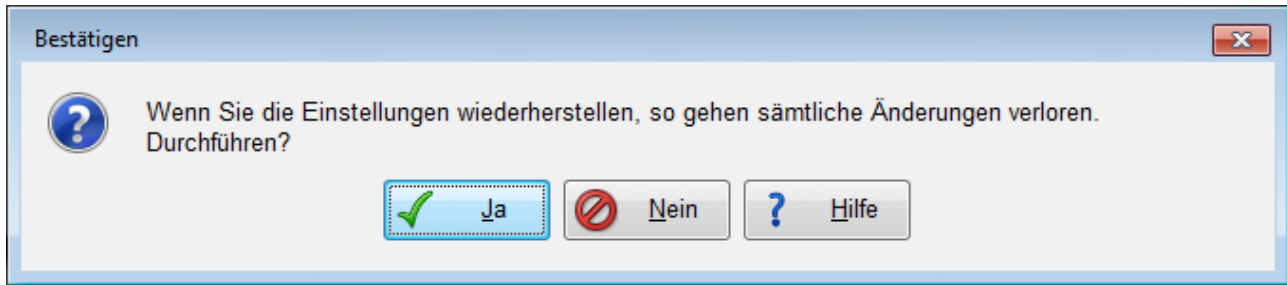 Bestätigen
Wenn Sie die Einstellungen wiederherstellen, so gehen sämtliche Änderungen verloren.
Durchführen?
Ja
Nein
Hilfe